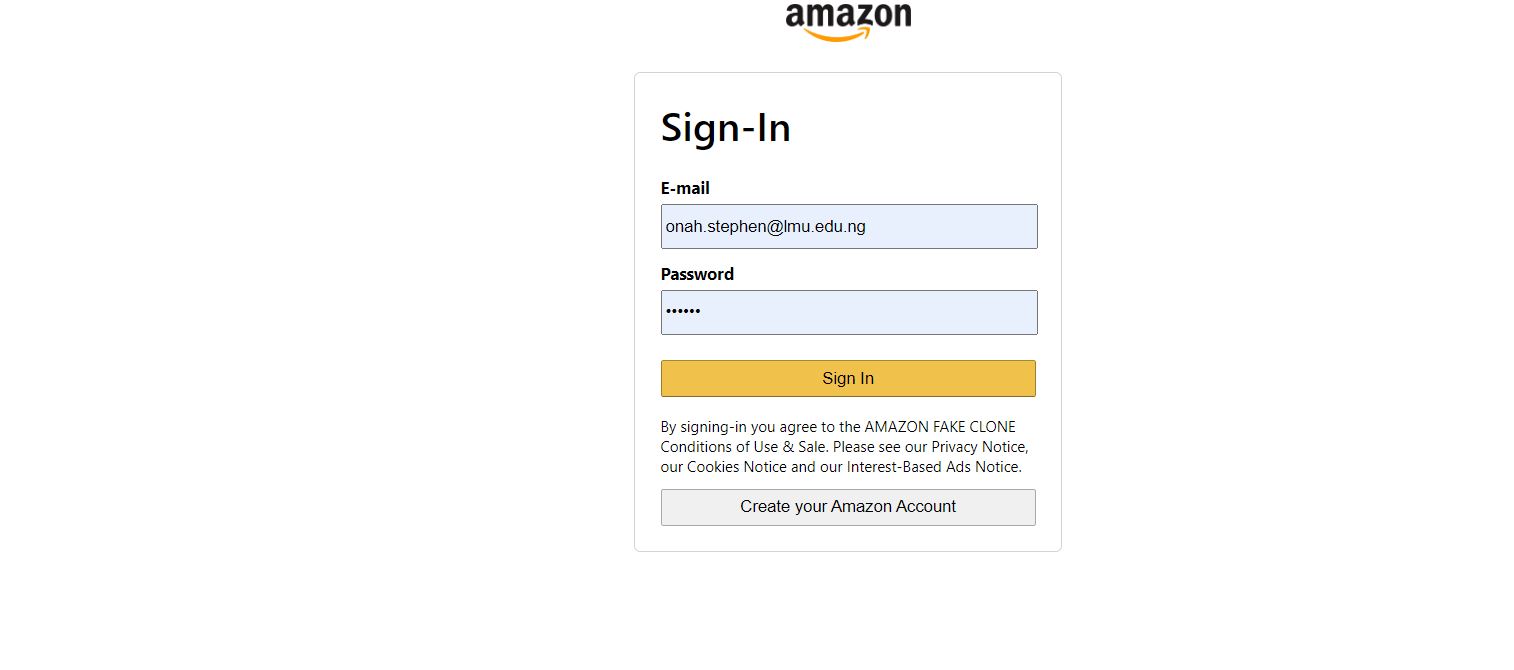 amazon
Sign-In
E-mail
onah.stephen@lmu.edu.ng
Password
••••••
Sign In
By signing-in you agree to the AMAZON FAKE CLONE
Conditions of Use & Sale. Please see our Privacy Notice,
our Cookies Notice and our Interest-Based Ads Notice.
Create your Amazon Account